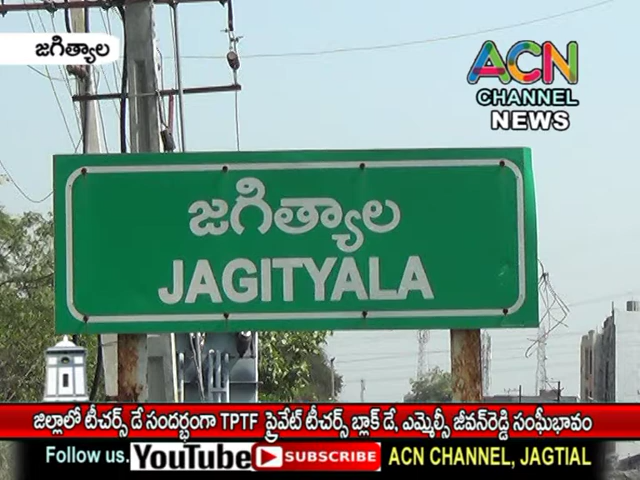 జగిత్యాల
ACN
CHANNEL
NEWS
జగిత్యాల
JAGITYALA
జిల్లాలో టీచర్స్ డే సందర్భంగా TPTF ప్రైవేట్ టీచర్స్ బ్లాక్ డే, ఎమ్మెల్సీ జీవన్‌రెడ్డి సంఘీభావం
Follow us. YouTube SUBSCRIBE ACN CHANNEL, JAGTIAL